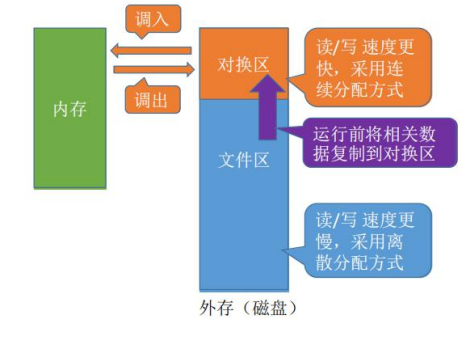 调入
内存
调出
对换区
读/写 速度更
快，采用连
续分配方式
运行前将相关数
据复制到对换区
文件区
读/写 速度更
慢，采用离
散分配方式
外存（磁盘）